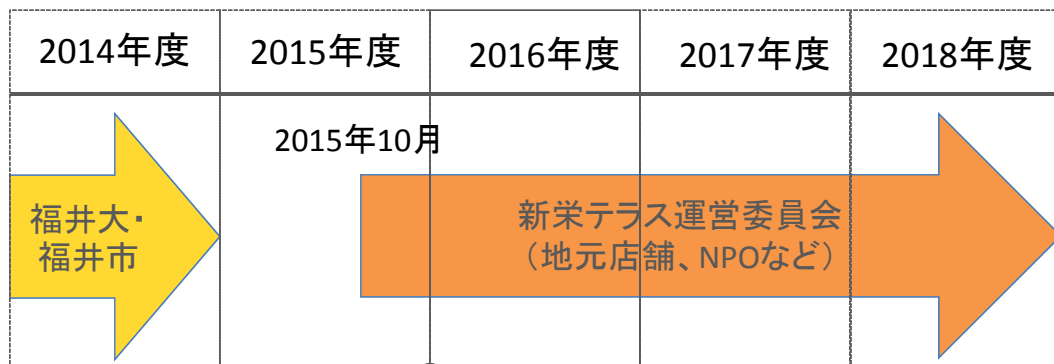 2014年度 2015年度 2016年度 2017年度 2018年度
2015年10月
福井大・
福井市
新栄テラス運営委員会
（地元店舗、NPOなど）